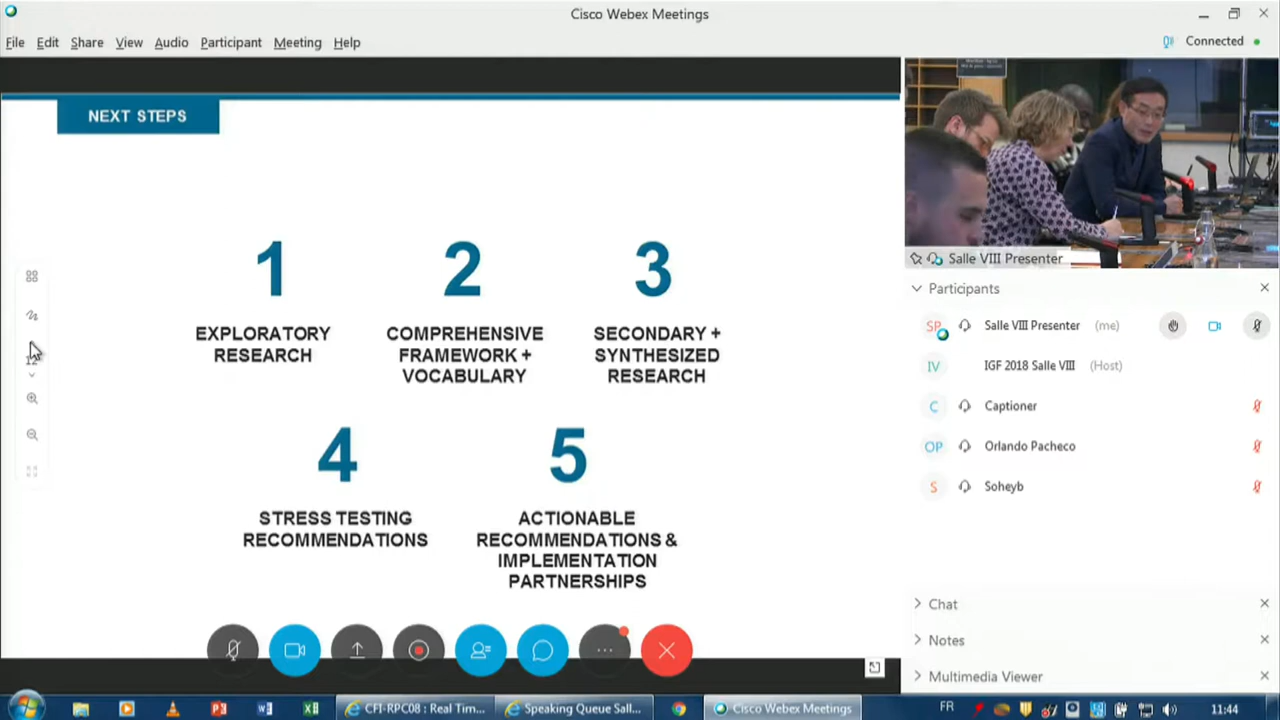 Cisco Webex Meetings
File Edit Share View Audio Participant Meeting Help
Connected
NEXT STEPS
1
EXPLORATORY
RESEARCH
2
COMPREHENSIVE
FRAMEWORK +
VOCABULARY
3
SECONDARY +
SYNTHESIZED
RESEARCH
4
STRESS TESTING
RECOMMENDATIONS
5
ACTIONABLE
RECOMMENDATIONS &
IMPLEMENTATION
PARTNERSHIPS
Salle VIII Presenter
Participants
SP Salle VIII Presenter (me)
IV IGF 2018 Salle VIII (Host)
C Captioner
OP Orlando Pacheco
S Soheyb
Chat
Notes
Multimedia Viewer
CFI-RPC08 : Real Tim...
Speaking Queue Sall...
Cisco Webex Meetings
FR
11:44